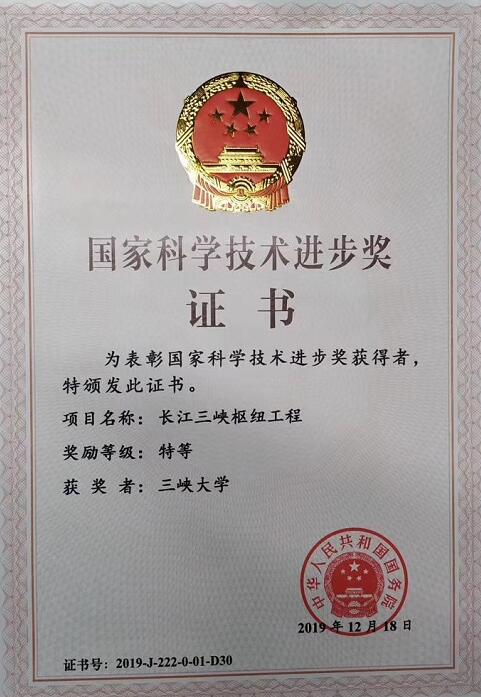 国家科学技术进步奖
证书
为表彰国家科学技术进步奖获得者，
特颁发此证书。
项目名称：长江三峡枢纽工程
奖励等级：特等
获奖者：三峡大学
中华人民共和国国务院
2019年12月18日
证书号：2019-J-222-0-01-D30